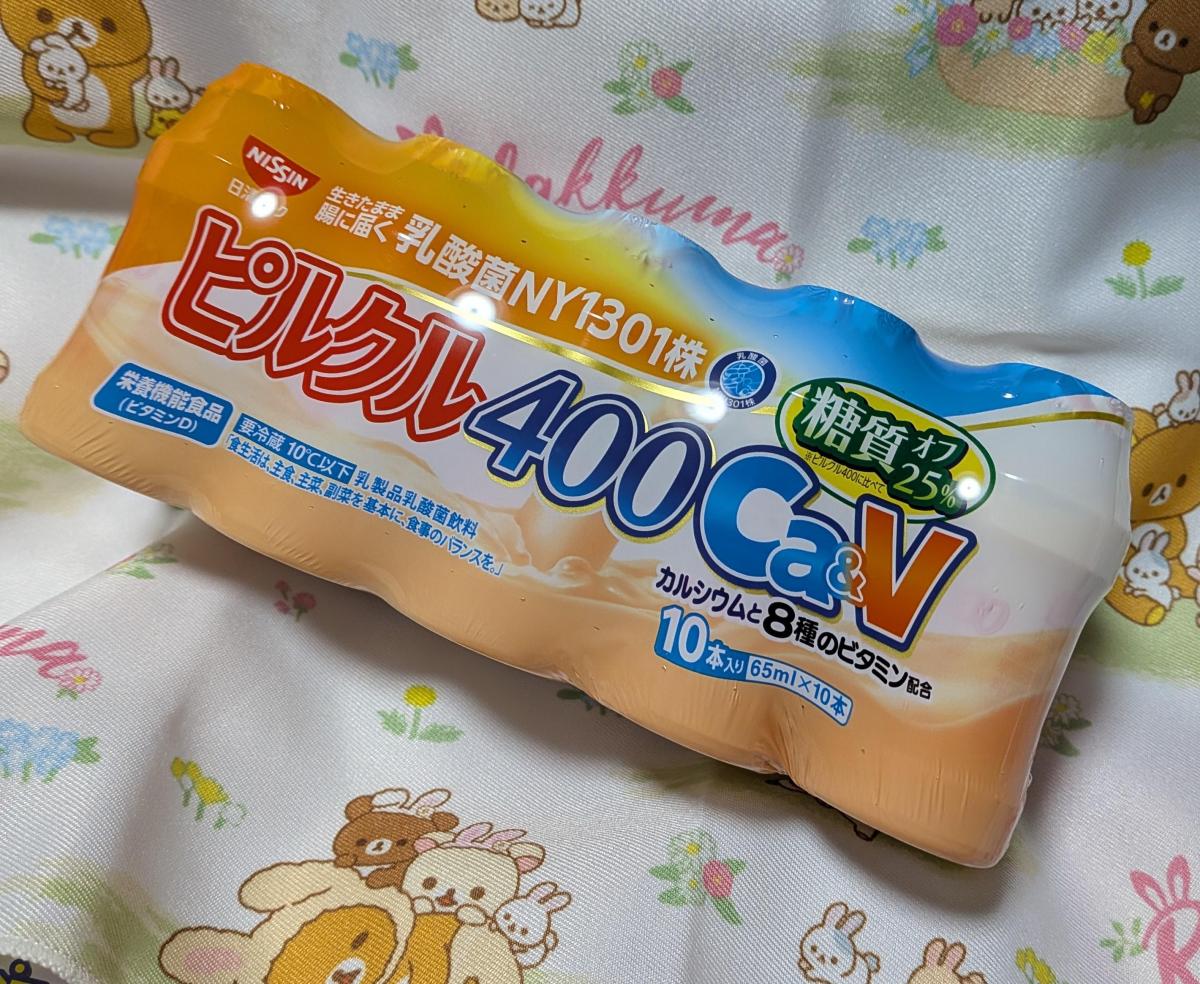 Rilakkuma
NISSIN
生きたまま
腸に届く
乳酸菌NY1301株
ピルクル400
Ca&V
乳酸菌
糖質オフ
25%
※ピルクル400に比べて
栄養機能食品
(ビタミンD)
要冷蔵 10℃以下
乳製品乳酸菌飲料
「食生活は、主食、主菜、副菜を基本に、食事のバランスを。」
カルシウムと8種のビタミン配合
10本入り
65ml×10本